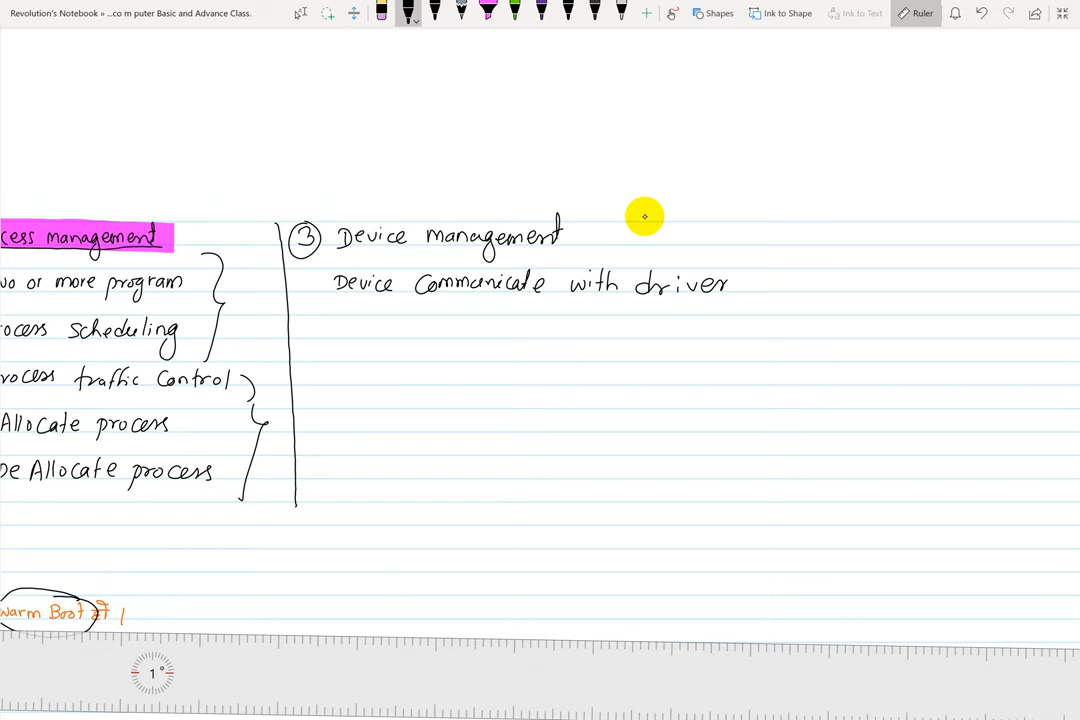 Revolution's Notebook » ...co m puter Basic and Advance Class.
Shapes
Ink to Shape
Ink to Text
Ruler
cess management
wo or more program
ocess scheduling
rocess traffic Control
Allocate process
De Allocate process
3 Device management
Device Communicate with driver
warm Boot
1°